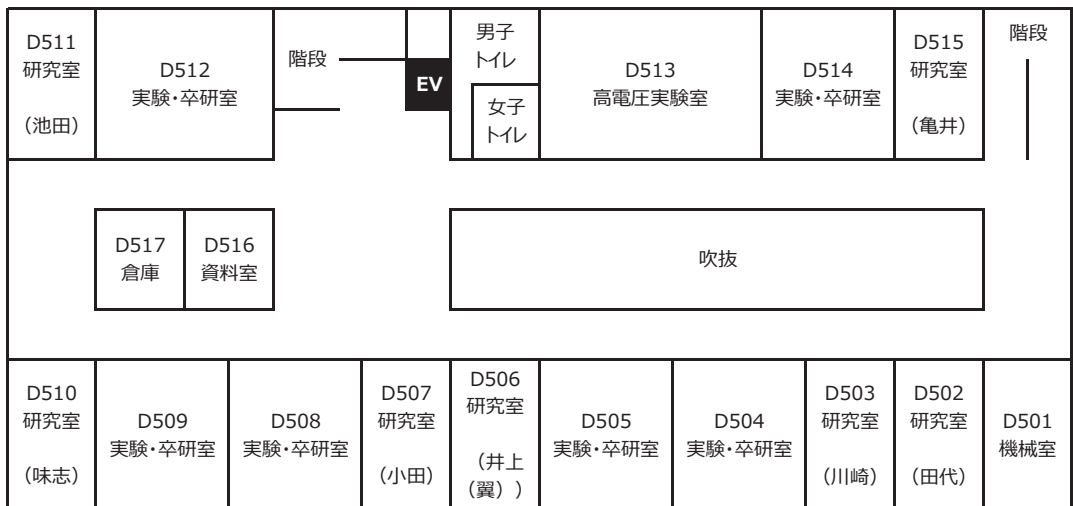 D511
研究室
（池田）
D512
実験・卒研室
階段
EV
男子
トイレ
女子
トイレ
D513
高電圧実験室
D514
実験・卒研室
D515
研究室
（亀井）
階段
D517
倉庫
D516
資料室
吹抜
D510
研究室
（味志）
D509
実験・卒研室
D508
実験・卒研室
D507
研究室
（小田）
D506
研究室
（井上
（翼））
D505
実験・卒研室
D504
実験・卒研室
D503
研究室
（川崎）
D502
研究室
（田代）
D501
機械室